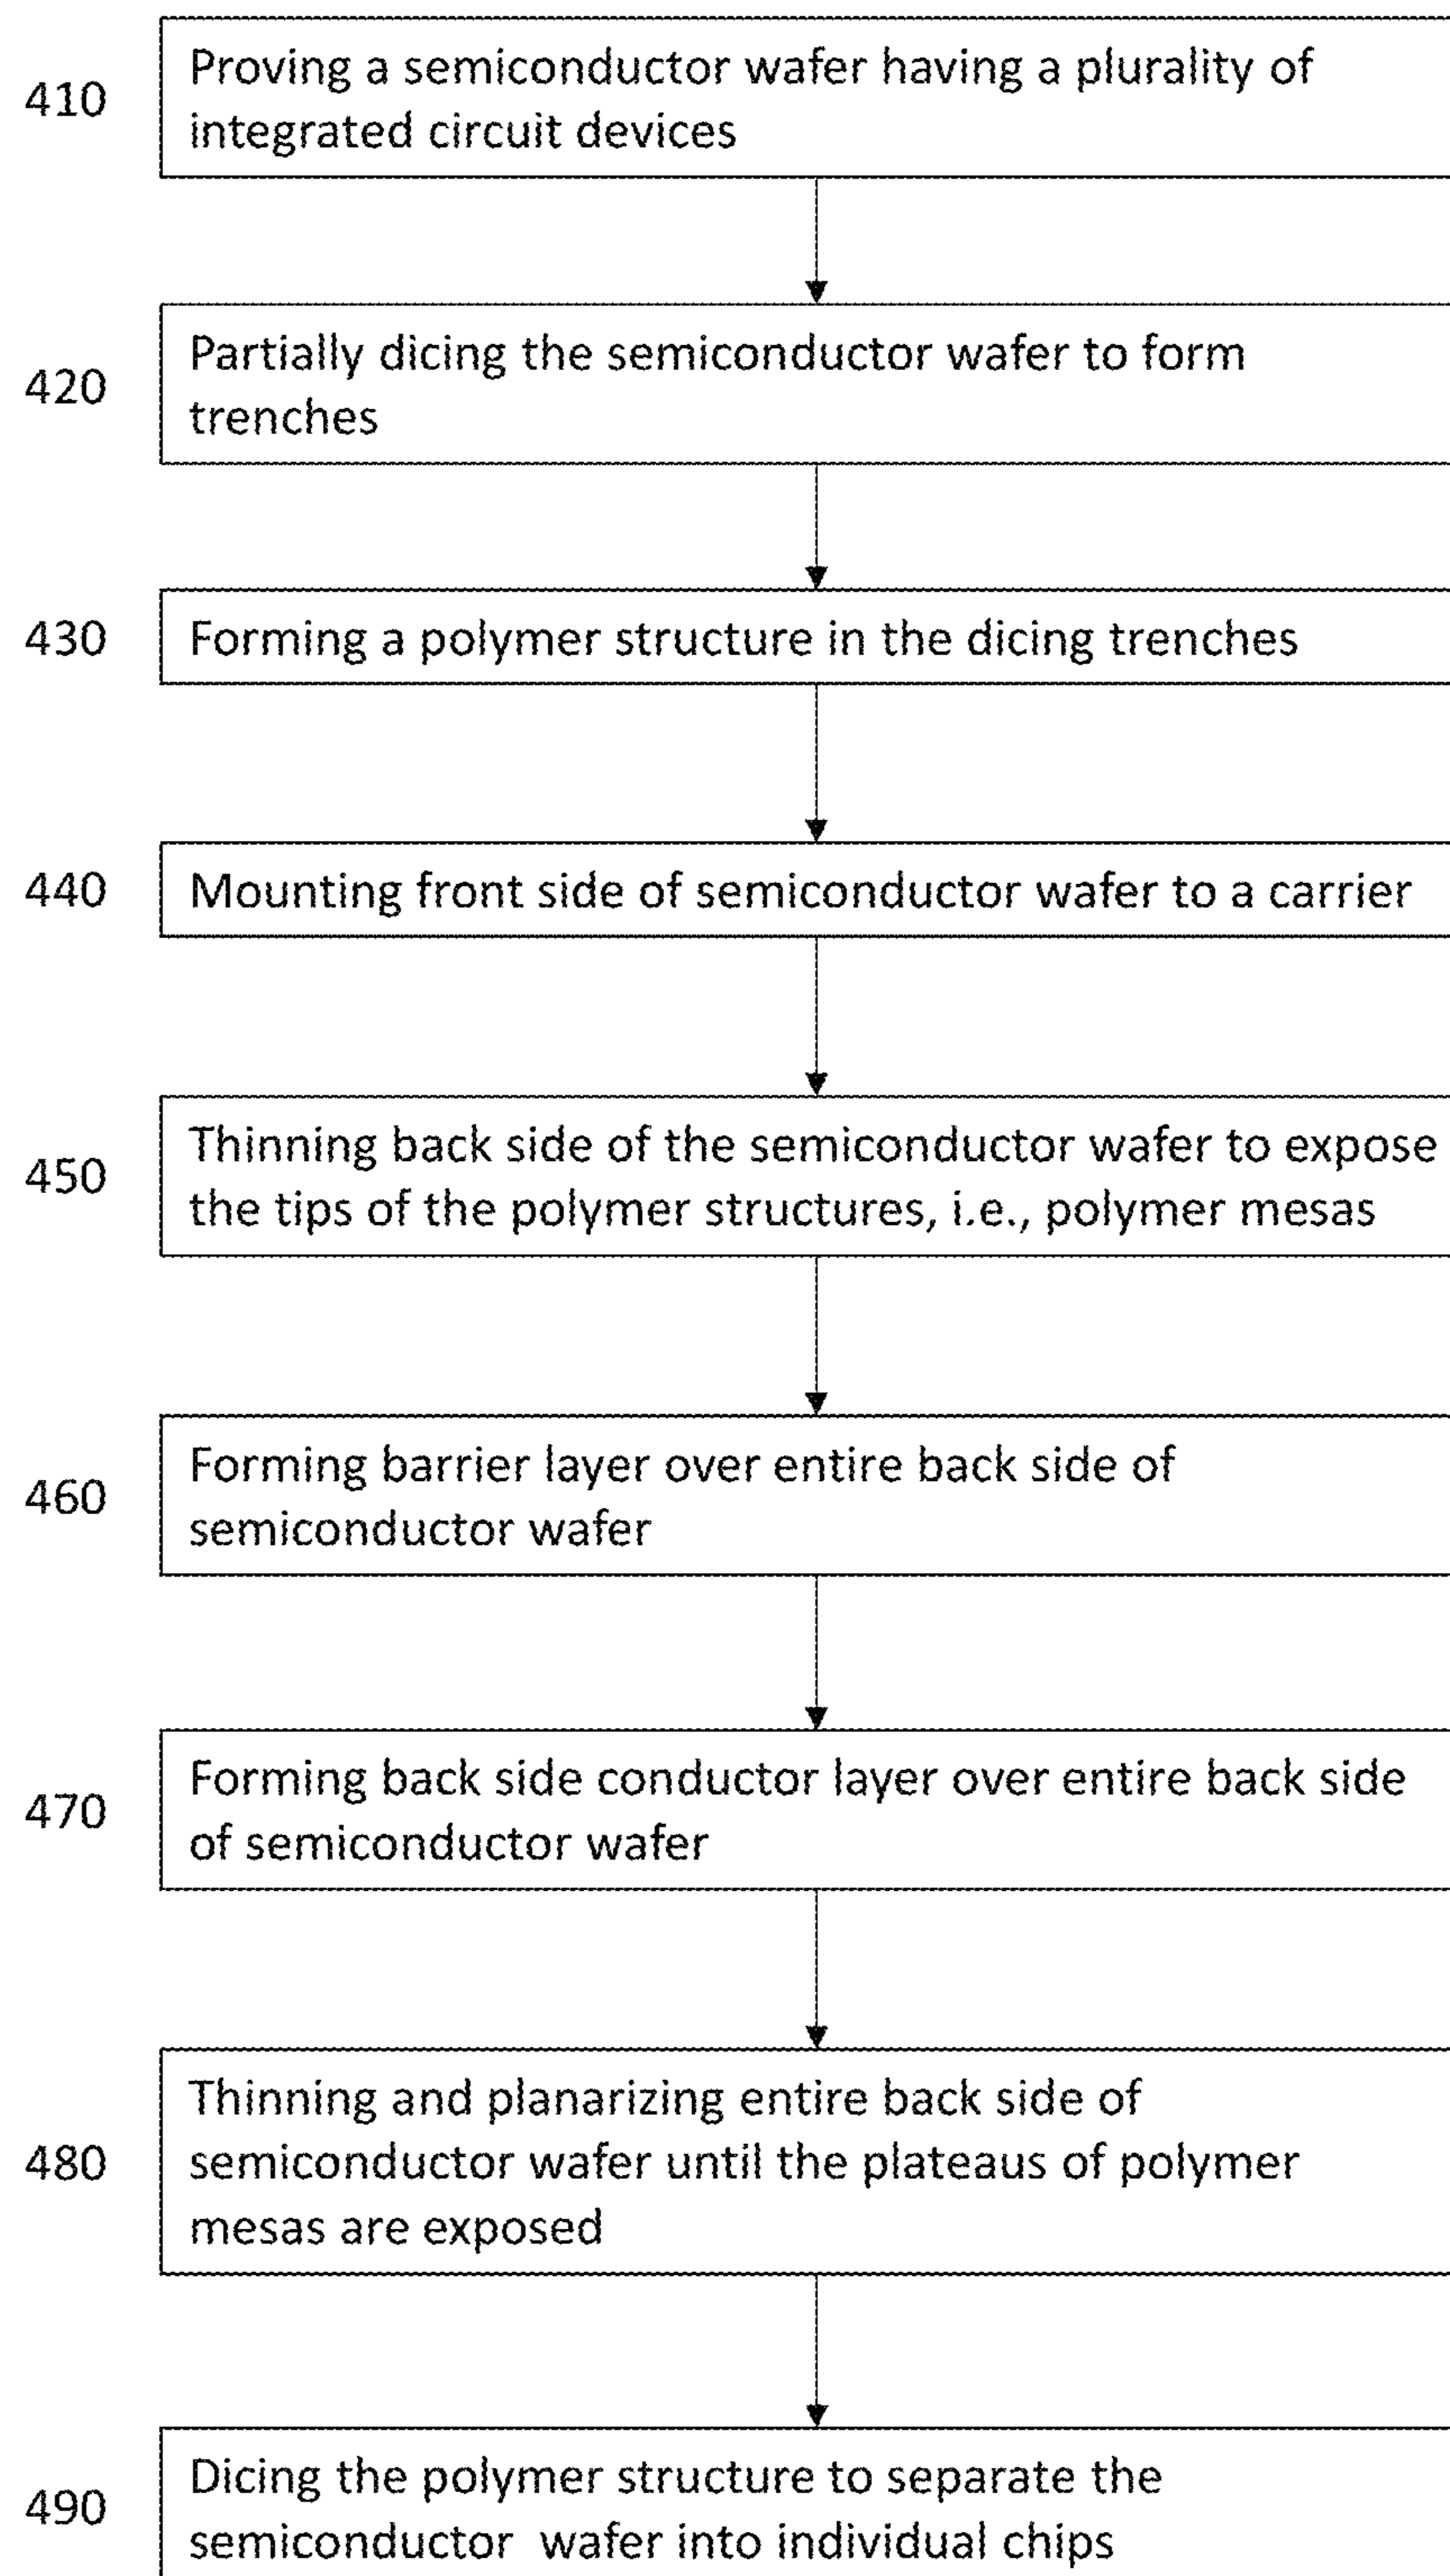 410
Proving a semiconductor wafer having a plurality of
integrated circuit devices
420
Partially dicing the semiconductor wafer to form
trenches
430
Forming a polymer structure in the dicing trenches
440
Mounting front side of semiconductor wafer to a carrier
450
Thinning back side of the semiconductor wafer to expose
the tips of the polymer structures, i.e., polymer mesas
460
Forming barrier layer over entire back side of
semiconductor wafer
470
Forming back side conductor layer over entire back side
of semiconductor wafer
480
Thinning and planarizing entire back side of
semiconductor wafer until the plateaus of polymer
mesas are exposed
490
Dicing the polymer structure to separate the
semiconductor  wafer into individual chips